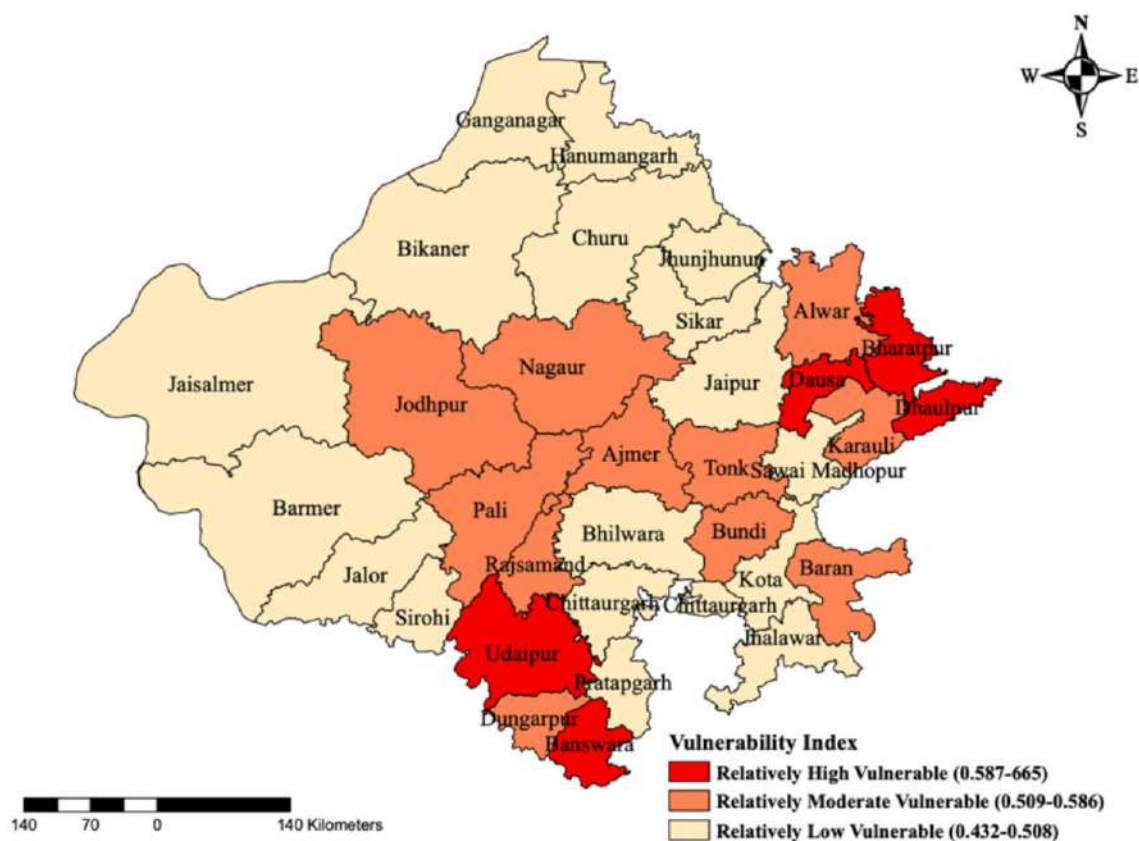 N
W E
S
Ganganagar
Hanumangarh
Bikaner
Churu
Jhunjhunun
Sikar
Alwar
Bharatpur
Jaisalmer
Nagaur
Jaipur
Dausa
Jodhpur
Dhaulpur
Karauli
Ajmer
Tonk
Sawai Madhopur
Barmer
Pali
Bhilwara
Bundi
Rajsamand
Baran
Jalor
Kota
Chittaurgarh
Chittaurgarh
Sirohi
Jhalawar
Udaipur
Pratapgarh
Dungarpur
Banswara
Vulnerability Index
Relatively High Vulnerable (0.587-665)
Relatively Moderate Vulnerable (0.509-0.586)
Relatively Low Vulnerable (0.432-0.508)
140 70 0 140 Kilometers